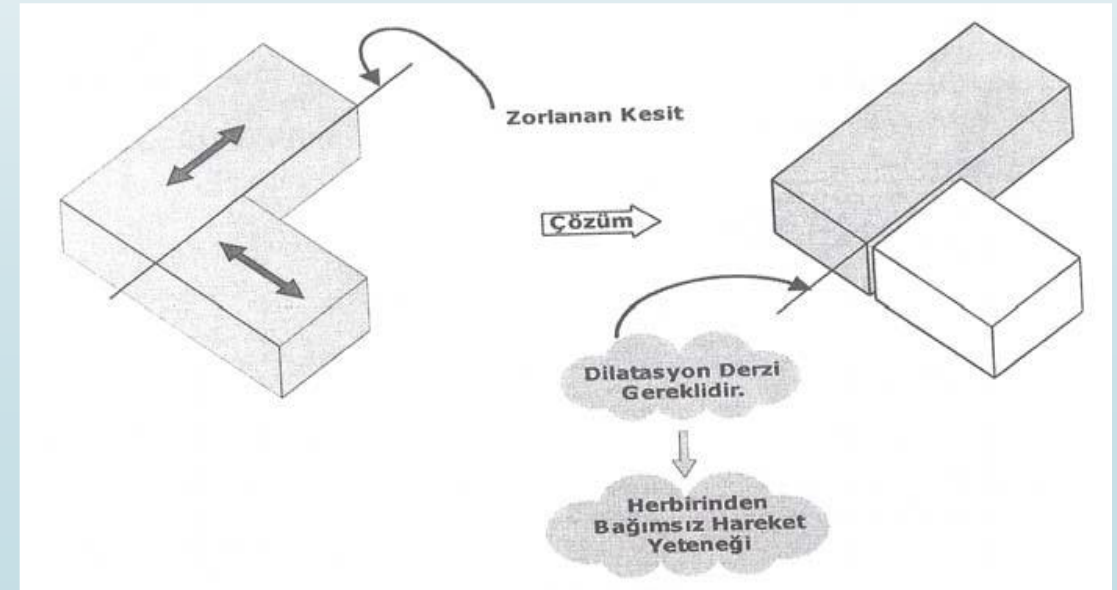 Zorlanan Kesit
Çözüm
Dilatasyon Derzi
Gereklidir.
Herbirinden
Bağımsız Hareket
Yeteneği